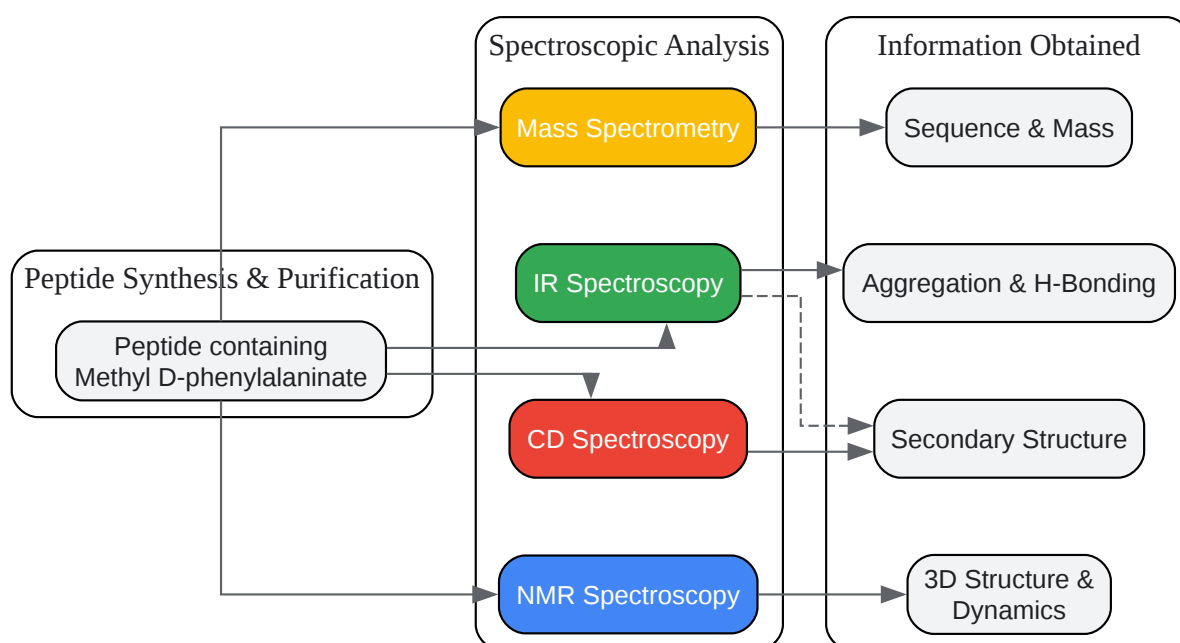 Peptide Synthesis & Purification
Peptide containing
Methyl D-phenylalaninate
Spectroscopic Analysis
Mass Spectrometry
IR Spectroscopy
CD Spectroscopy
NMR Spectroscopy
Information Obtained
Sequence & Mass
Aggregation & H-Bonding
Secondary Structure
3D Structure &
Dynamics